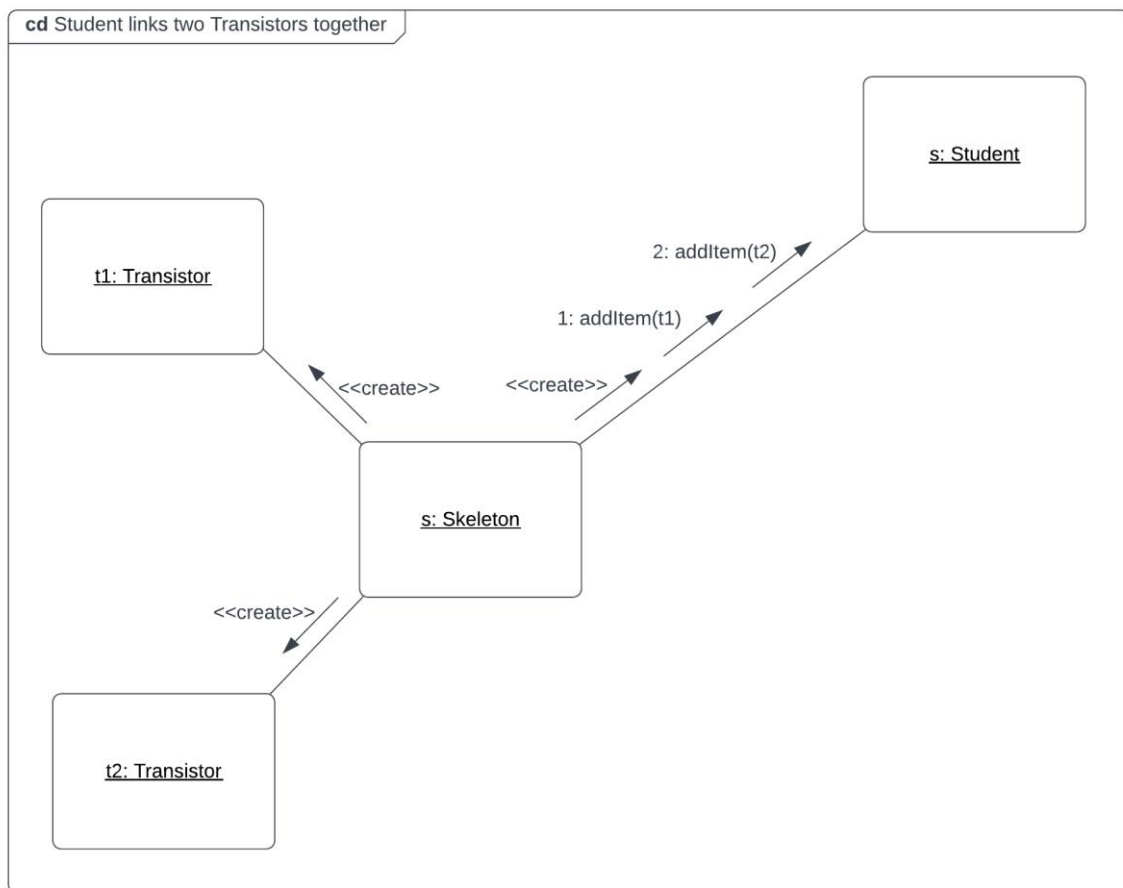 cd Student links two Transistors together
s: Student
2: addItem(t2)
t1: Transistor
1: addItem(t1)
<<create>>
<<create>>
s: Skeleton
<<create>>
t2: Transistor